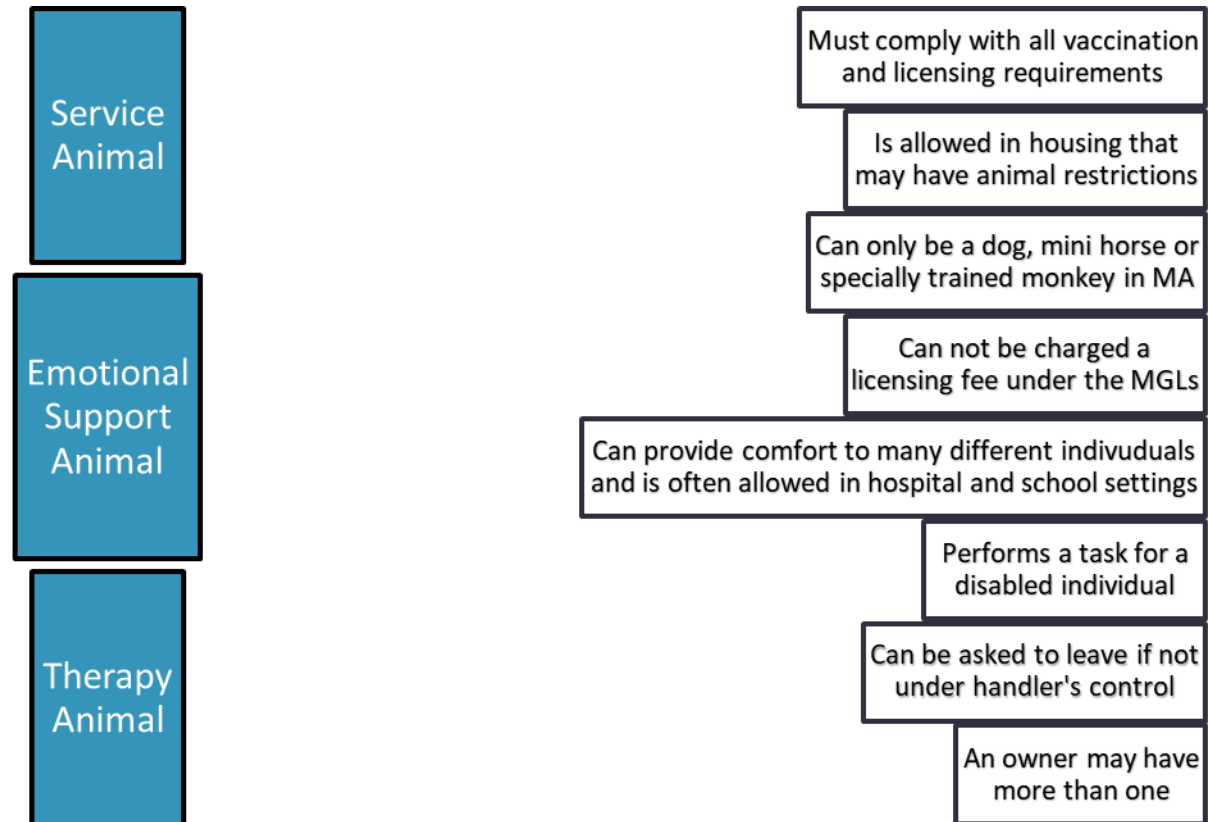 Service
Animal
Emotional
Support
Animal
Therapy
Animal
Must comply with all vaccination
and licensing requirements
Is allowed in housing that
may have animal restrictions
Can only be a dog, mini horse or
specially trained monkey in MA
Can not be charged a
licensing fee under the MGLs
Can provide comfort to many different indivuduals
and is often allowed in hospital and school settings
Performs a task for a
disabled individual
Can be asked to leave if not
under handler's control
An owner may have
more than one